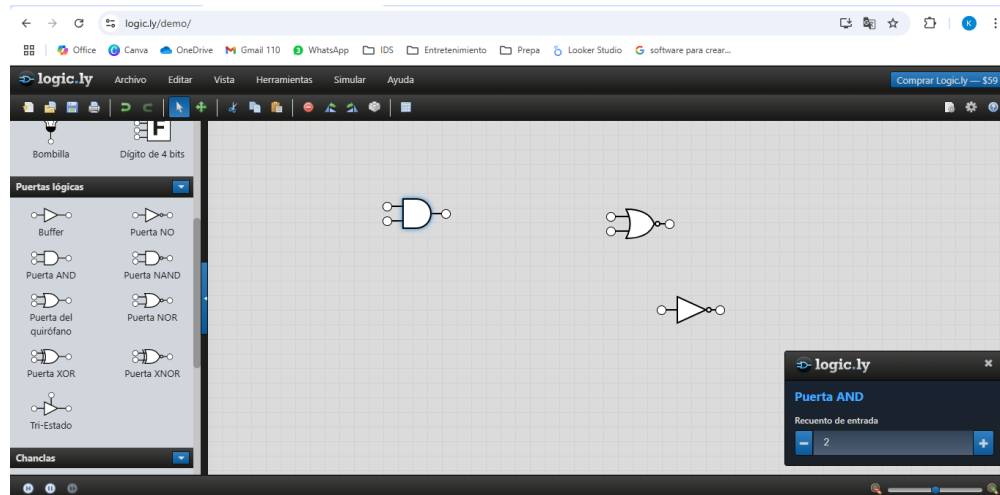 logic.ly/demo/
K
Office Canva OneDrive Gmail 110 WhatsApp IDS Entretenimiento Prepa Looker Studio software para crear...
logic.ly Archivo Editar Vista Herramientas Simular Ayuda Comprar Logic.ly — $59
F
Bombilla Dígito de 4 bits
Puertas lógicas
Buffer Puerta NO
Puerta AND Puerta NAND
Puerta del Puerta NOR
quirófano
Puerta XOR Puerta XNOR
Tri-Estado
Chanclas
logic.ly
Puerta AND
Recuento de entrada
2